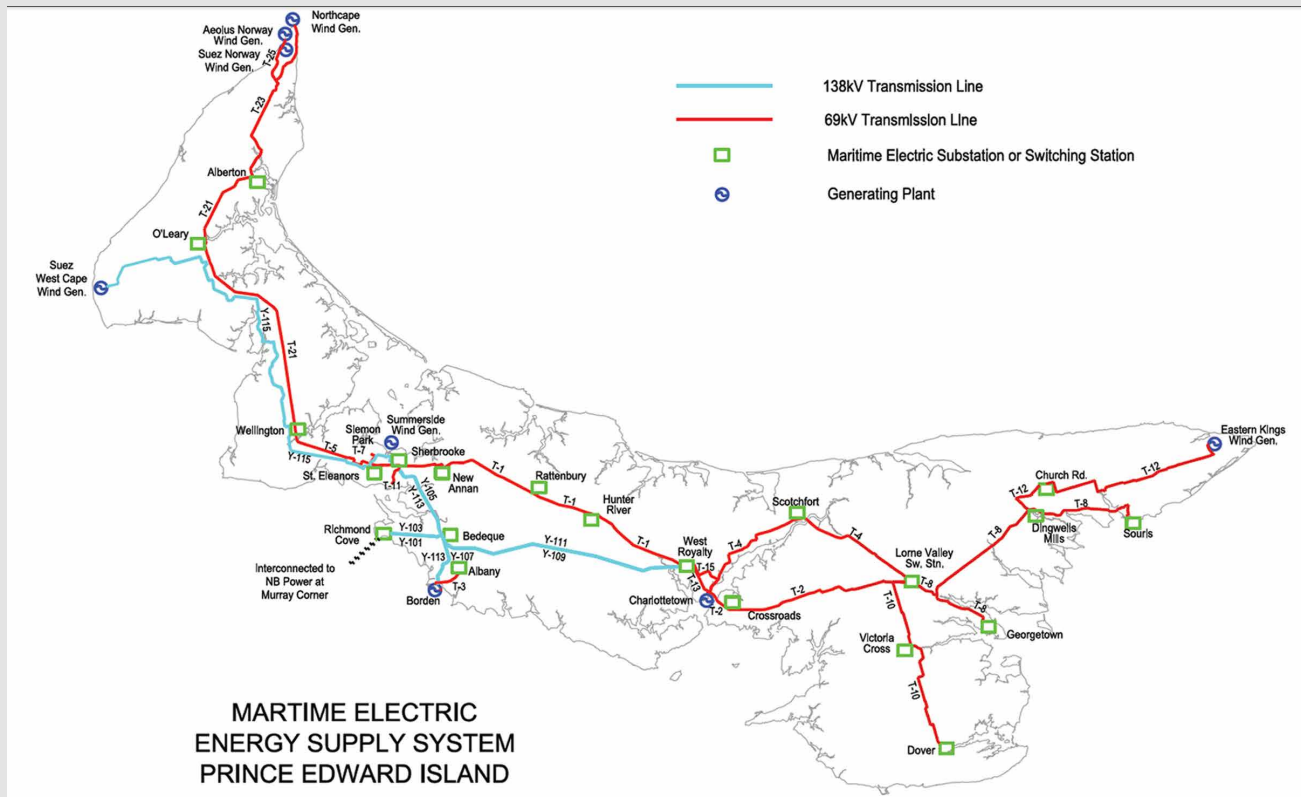 Northcape
Wind Gen.
Aeolus Norway
Wind Gen.
Suez Norway
Wind Gen.
T-25
T-23
138kV Transmission Line
69kV Transmission Line
Maritime Electric Substation or Switching Station
Generating Plant
Alberton
T-21
O'Leary
Suez
West Cape
Wind Gen.
Y-115
T-21
Wellington
T-5
Y-115
Slemon
Park
T-7
Summerside
Wind Gen.
Sherbrooke
St. Eleanors
T-11
New
Annan
T-1
Rattenbury
T-1
Hunter
River
T-1
Y-105
Y-113
Richmond
Cove
Y-103
Y-101
Bedeque
Y-111
Y-109
Y-113
Y-107
Albany
T-3
Borden
Interconnected to
NB Power at
Murray Corner
West
Royalty
T-15
T-13
Charlottetown
T-2
Crossroads
T-4
Scotchfort
T-4
T-2
Lorne Valley
Sw. Stn.
T-8
T-8
T-8
Georgetown
T-10
Victoria
Cross
T-10
Dover
T-12
Church Rd.
T-12
Eastern Kings
Wind Gen.
T-8
Dingwells
Mills
Souris
MARTIME ELECTRIC
ENERGY SUPPLY SYSTEM
PRINCE EDWARD ISLAND